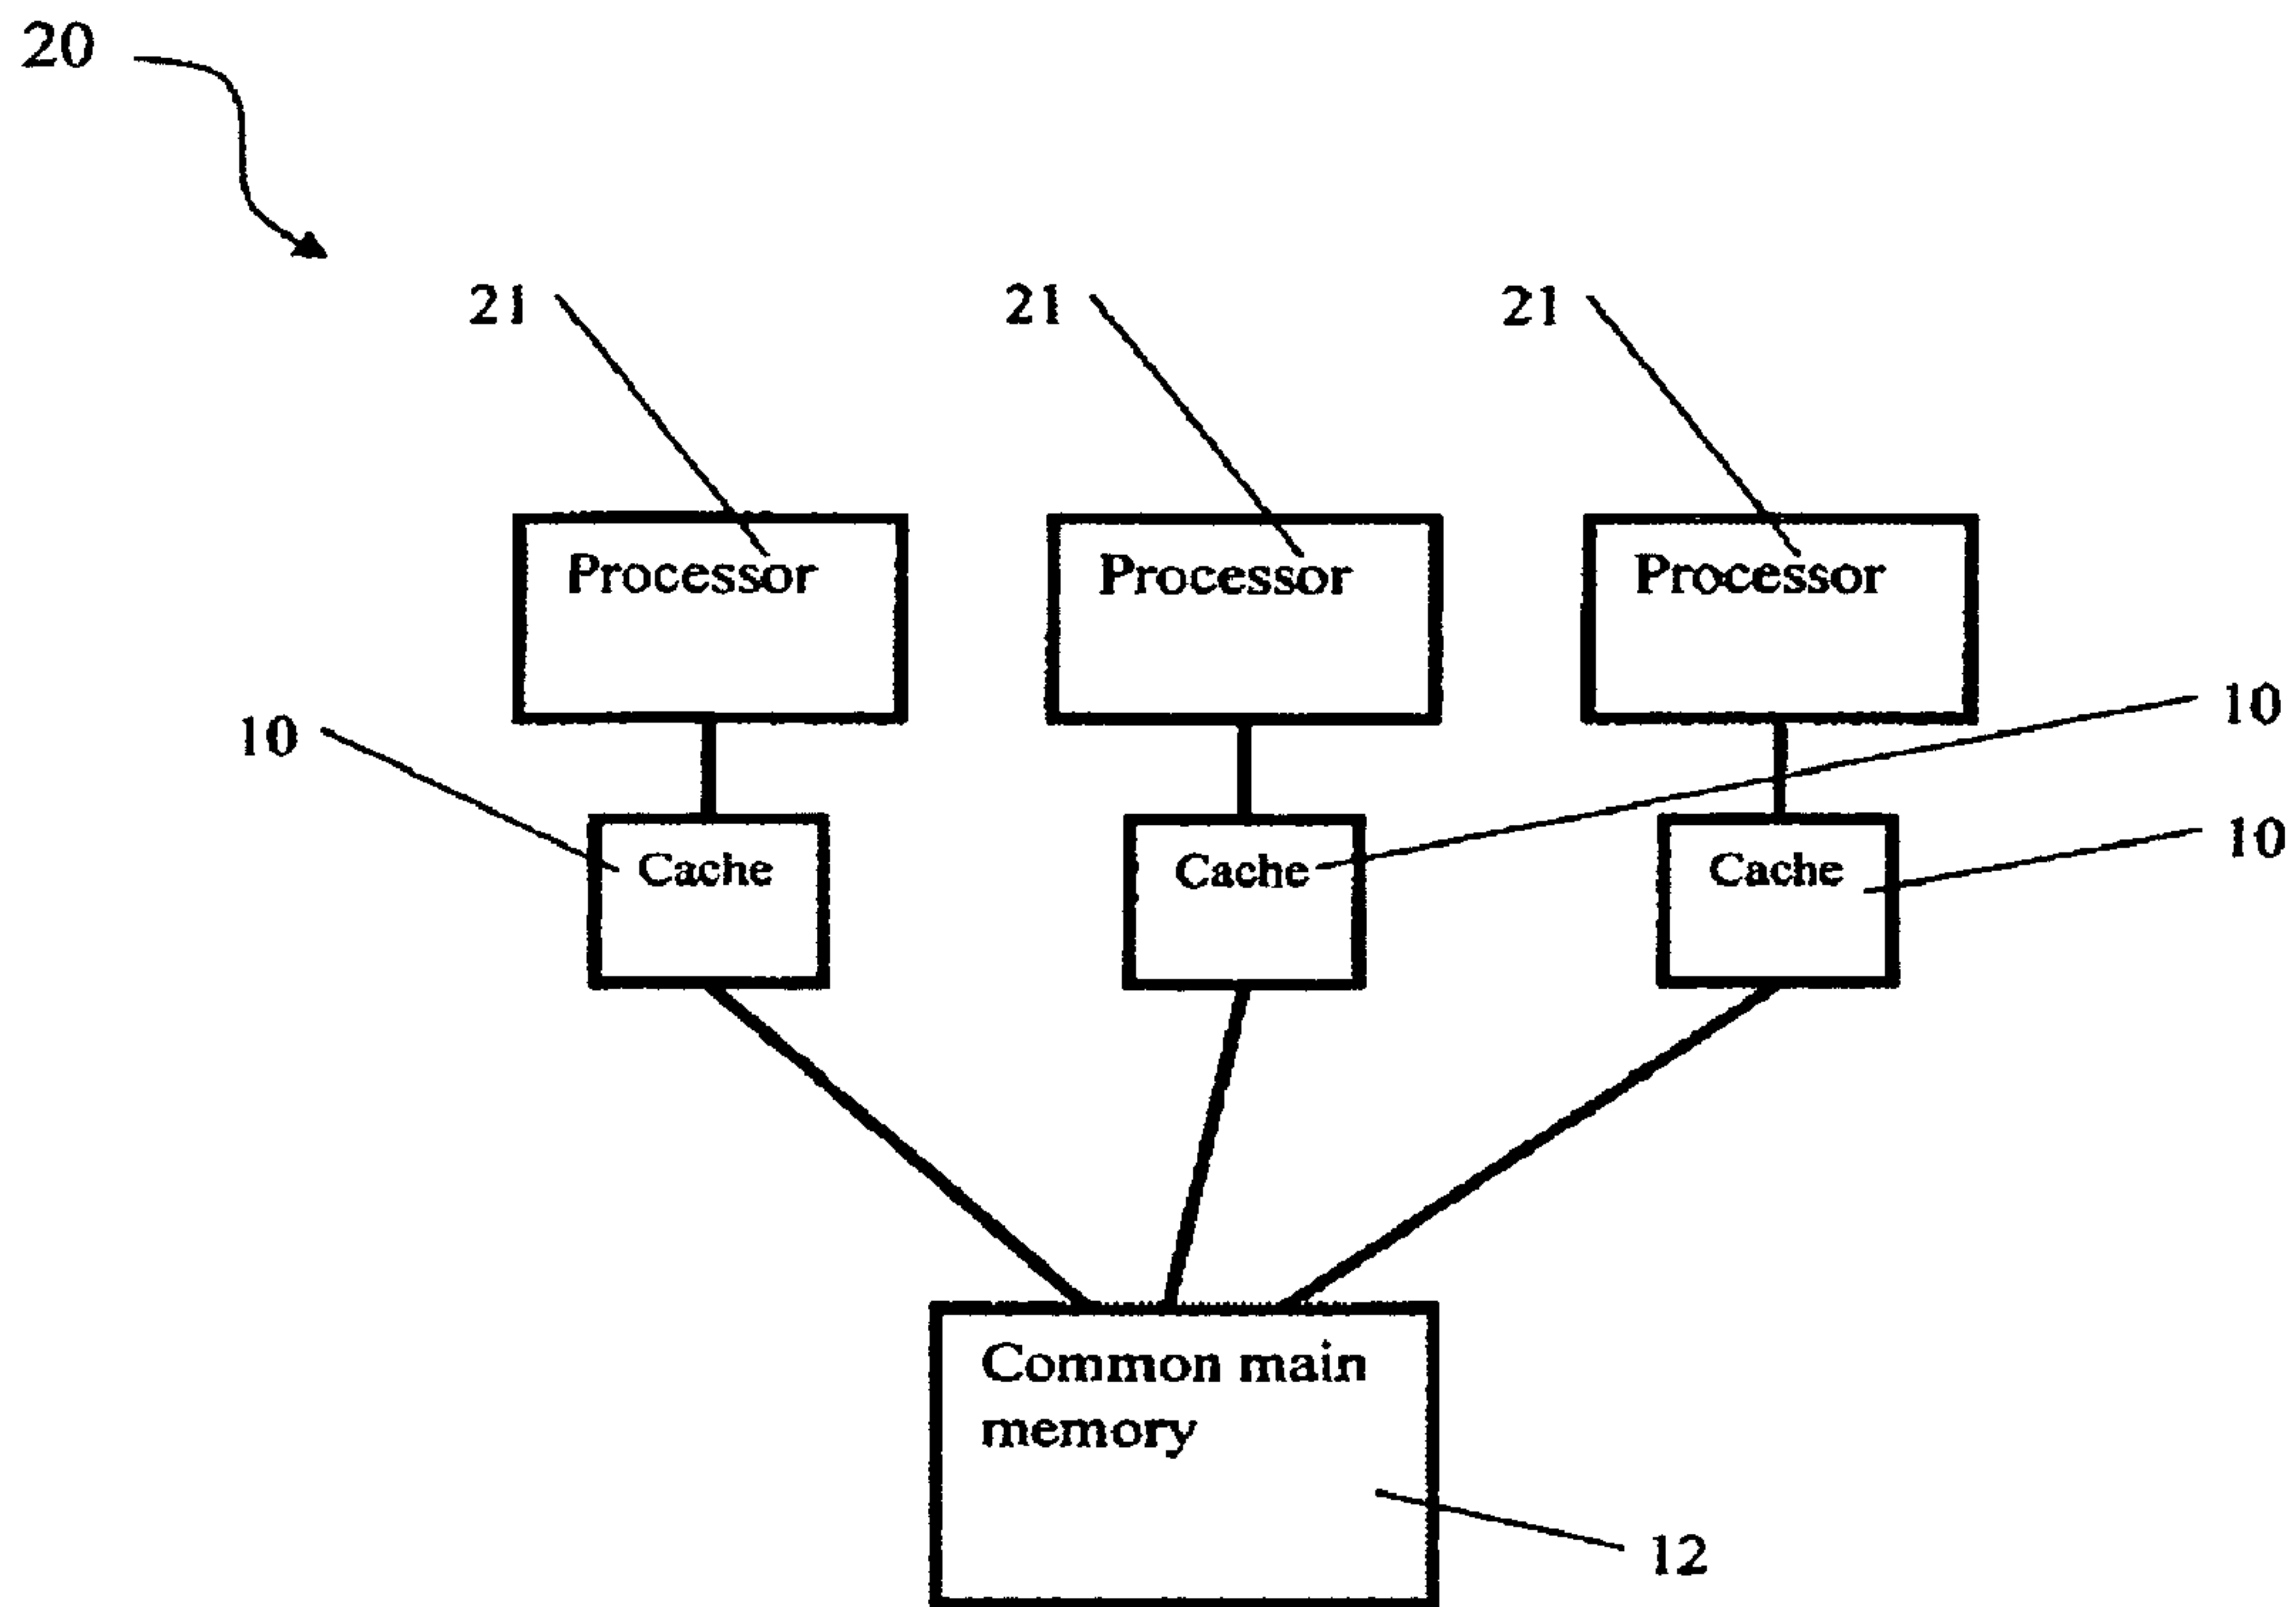 20
21
21
21
Processor
Processor
Processor
10
10
10
Cache
Cache
Cache
Common main
memory
12